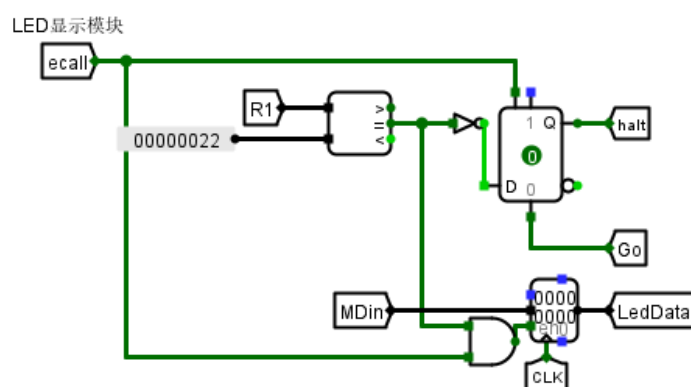 LED显示模块
ecall
R1
>
=
<
00000022
1 Q
0
D 0
halt
Go
MDin
0000
0000
en0
LedData
CLK